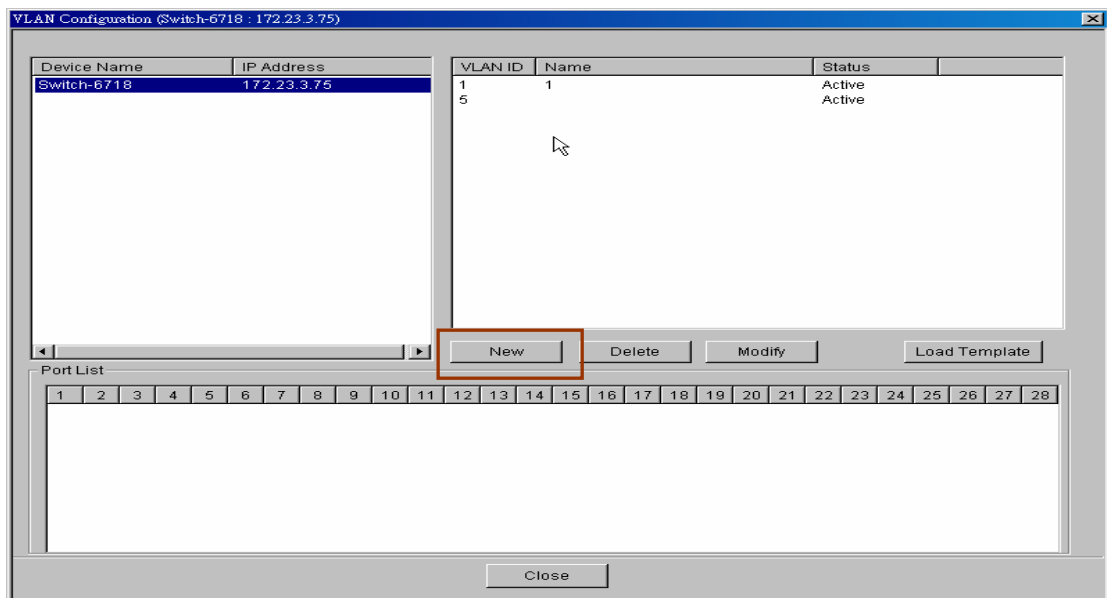 VLAN Configuration (Switch-6718 : 172.23.3.75)
Device Name IP Address
Switch-6718 172.23.3.75
VLAN ID Name Status
1 1 Active
5 Active
New Delete Modify Load Template
Port List
1 2 3 4 5 6 7 8 9 10 11 12 13 14 15 16 17 18 19 20 21 22 23 24 25 26 27 28
Close